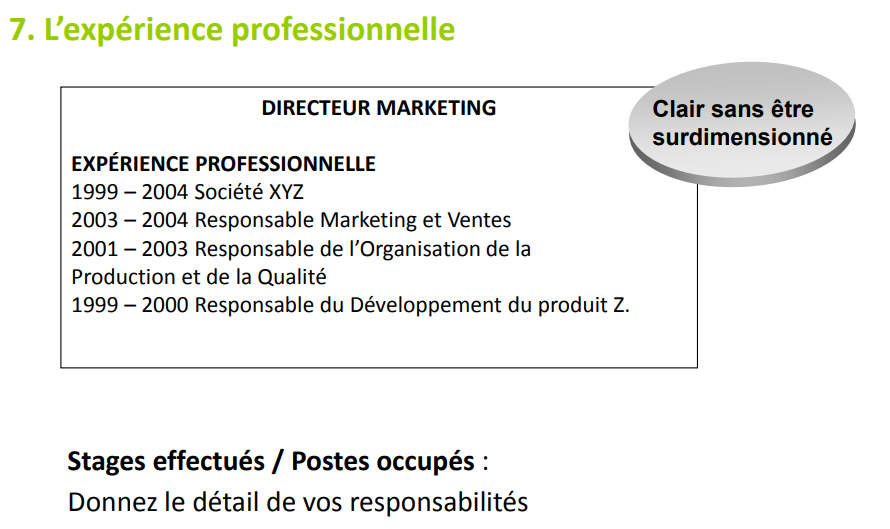 7. L’expérience professionnelle
DIRECTEUR MARKETING
Clair sans être
surdimensionné
EXPÉRIENCE PROFESSIONNELLE
1999 – 2004 Société XYZ
2003 – 2004 Responsable Marketing et Ventes
2001 – 2003 Responsable de l’Organisation de la
Production et de la Qualité
1999 – 2000 Responsable du Développement du produit Z.
Stages effectués / Postes occupés :
Donnez le détail de vos responsabilités